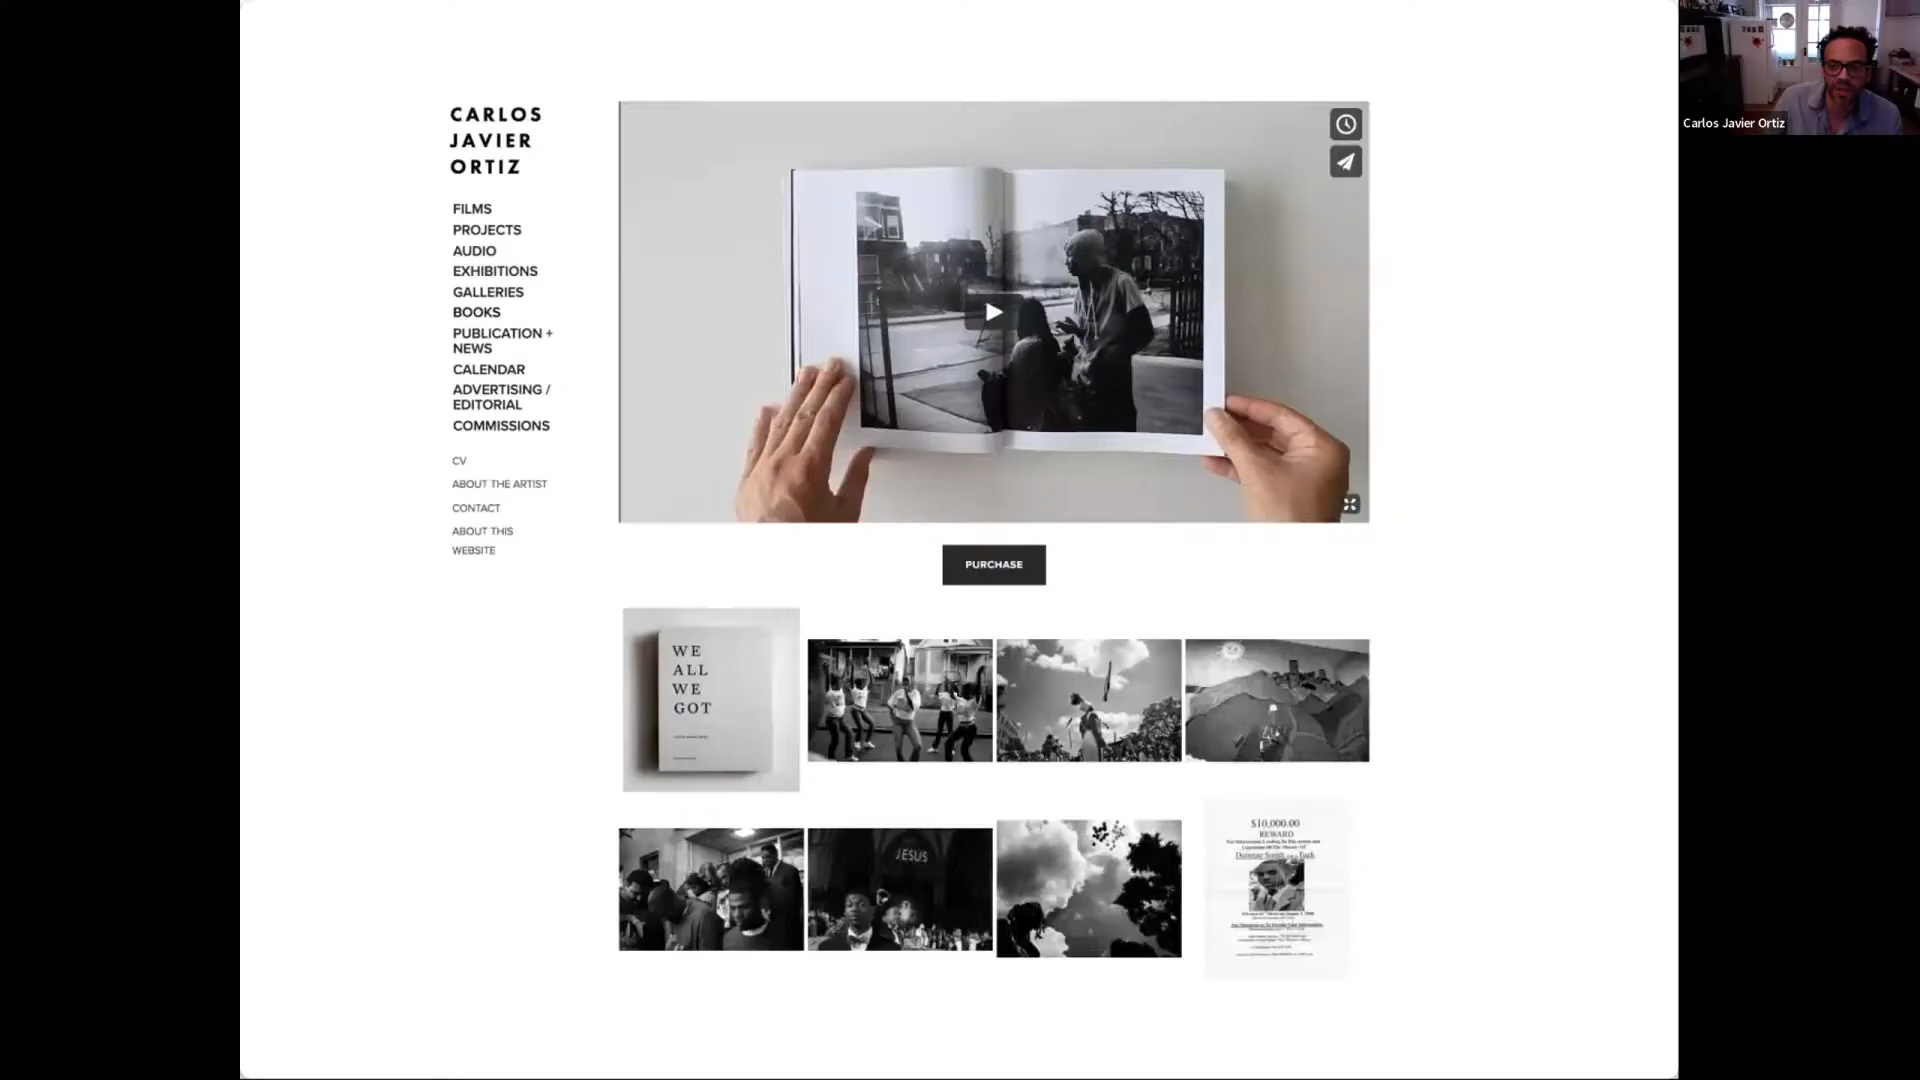 CARLOS
JAVIER
ORTIZ
FILMS
PROJECTS
AUDIO
EXHIBITIONS
GALLERIES
BOOKS
PUBLICATION +
NEWS
CALENDAR
ADVERTISING /
EDITORIAL
COMMISSIONS
CV
ABOUT THE ARTIST
CONTACT
ABOUT THIS
WEBSITE
PURCHASE
WE
ALL
WE
GOT
JESUS
$10,000.00
REWARD
Carlos Javier Ortiz